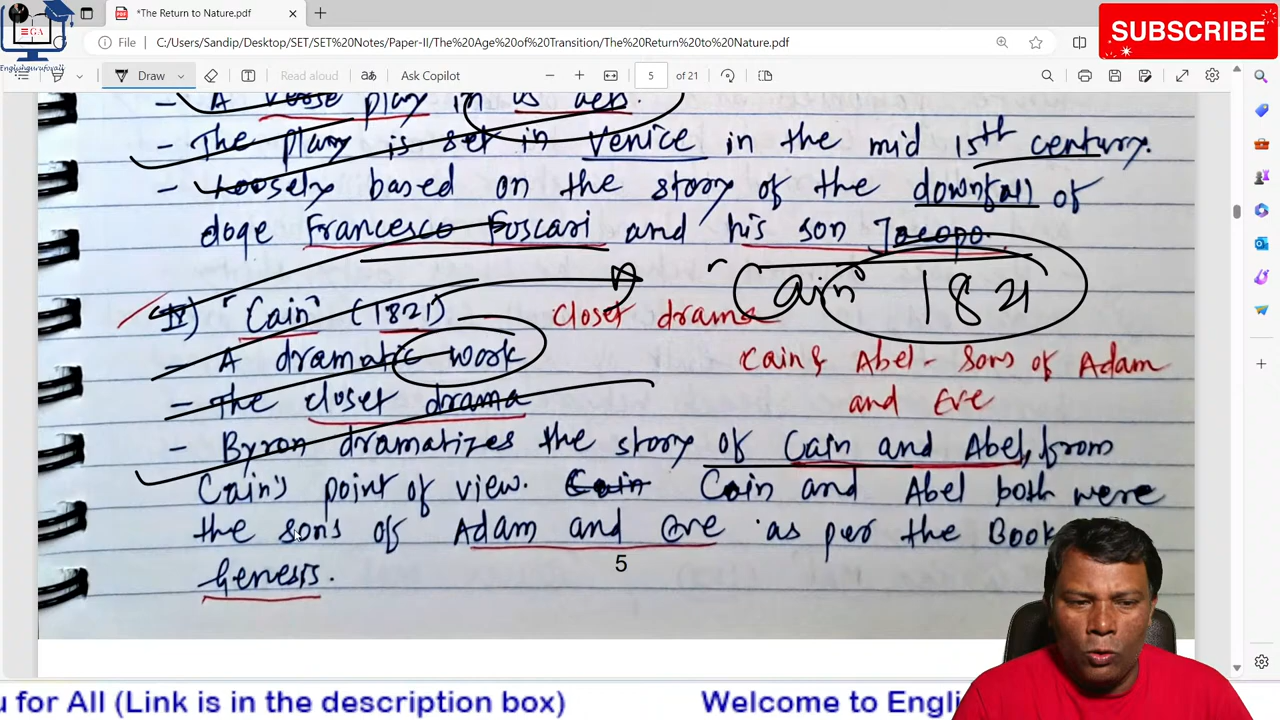 *The Return to Nature.pdf
SUBSCRIBE
EGA
Englishguruforall
File
C:/Users/Sandip/Desktop/SET/SET%20Notes/Paper-II/The%20Age%20of%20Transition/The%20Return%20to%20Nature.pdf
Draw
Read aloud
Ask Copilot
5
of 21
- A verse play in
acts.
- The play is set in Venice in the mid 15th century.
- Loosely based on the story of the downfall of
doge Francesco Foscari and his son Jacopo.
"Cain" 1821
IV) "Cain" (1821)
closet drama
- A dramatic work
Cain & Abel - Sons of Adam
and Eve
- The closet drama
- Byron dramatizes the story of Cain and Abel, from
Cain's point of view. Cain Cain and Abel both were
the sons of Adam and Eve as per the Book
Genesis.
5
u for All (Link is in the description box)
Welcome to Engli